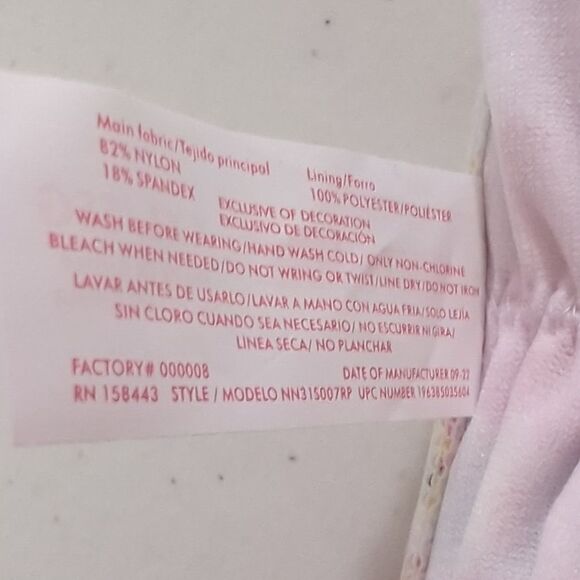 Main fabric/Tejido principal
82% NYLON
18% SPANDEX
Lining/Forro
100% POLYESTER/POLIÉSTER
EXCLUSIVE OF DECORATION
EXCLUSIVO DE DECORACIÓN
WASH BEFORE WEARING/HAND WASH COLD/ ONLY NON-CHLORINE
BLEACH WHEN NEEDED/DO NOT WRING OR TWIST/LINE DRY/DO NOT IRON
LAVAR ANTES DE USARLO/LAVAR A MANO CON AGUA FRIA/SOLO LEJÍA
SIN CLORO CUANDO SEA NECESARIO/ NO ESCURRIR NI GIRA/
LINEA SECA/ NO PLANCHAR
FACTORY# 000008
DATE OF MANUFACTURER 09-22
RN 158443 STYLE / MODELO NN31S007RP UPC NUMBER 196385035604